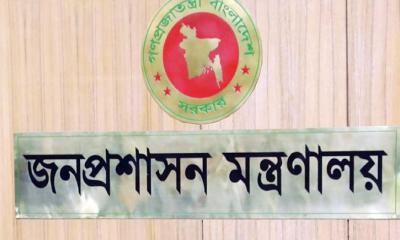 গণপ্রজাতন্ত্রী বাংলাদেশ
সরকার
জনপ্রশাসন মন্ত্রণালয়